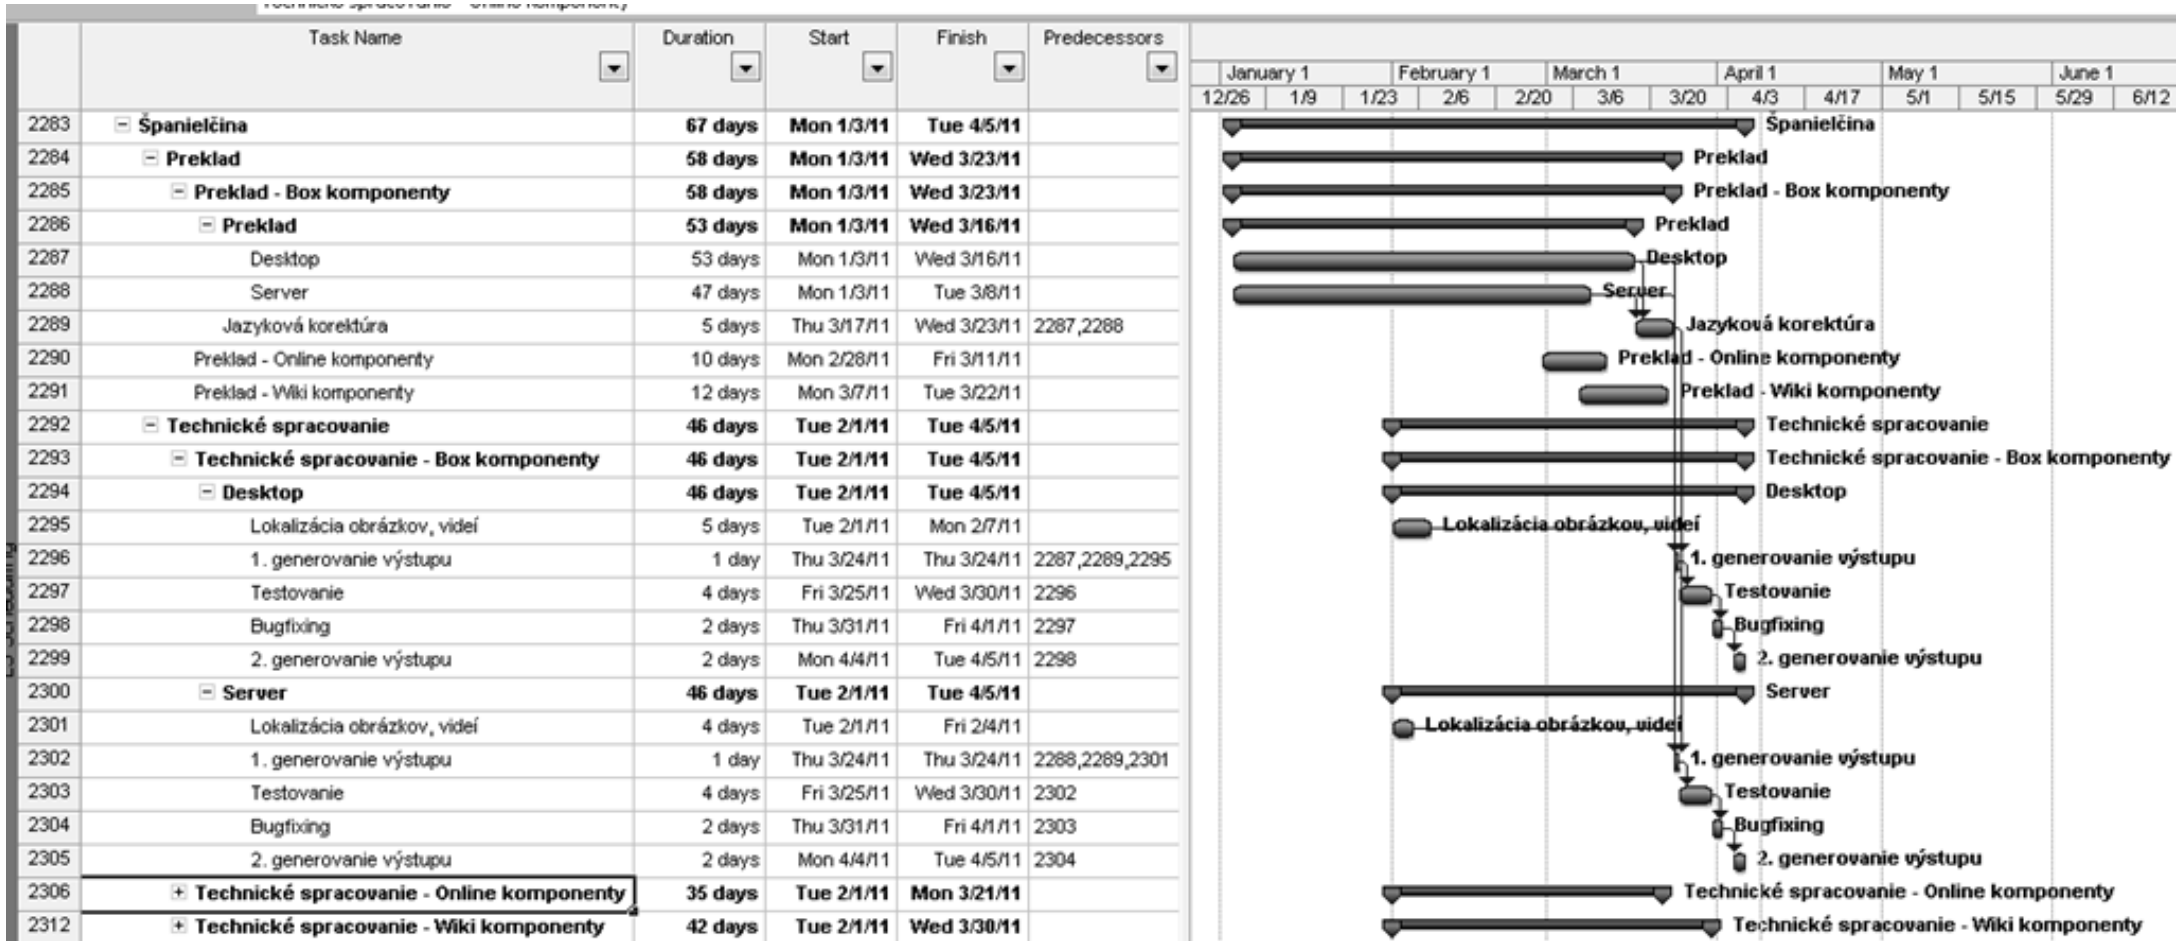 Technické spracovanie - Online komponenty
Task Name Duration Start Finish Predecessors
January 1 February 1 March 1 April 1 May 1 June 1
12/26 1/9 1/23 2/6 2/20 3/6 3/20 4/3 4/17 5/1 5/15 5/29 6/12
2283 Španielčina 67 days Mon 1/3/11 Tue 4/5/11 Španielčina
2284 Preklad 58 days Mon 1/3/11 Wed 3/23/11 Preklad
2285 Preklad - Box komponenty 58 days Mon 1/3/11 Wed 3/23/11 Preklad - Box komponenty
2286 Preklad 53 days Mon 1/3/11 Wed 3/16/11 Preklad
2287 Desktop 53 days Mon 1/3/11 Wed 3/16/11 Desktop
2288 Server 47 days Mon 1/3/11 Tue 3/8/11 Server
2289 Jazyková korektúra 5 days Thu 3/17/11 Wed 3/23/11 2287,2288 Jazyková korektúra
2290 Preklad - Online komponenty 10 days Mon 2/28/11 Fri 3/11/11 Preklad - Online komponenty
2291 Preklad - Wiki komponenty 12 days Mon 3/7/11 Tue 3/22/11 Preklad - Wiki komponenty
2292 Technické spracovanie 46 days Tue 2/1/11 Tue 4/5/11 Technické spracovanie
2293 Technické spracovanie - Box komponenty 46 days Tue 2/1/11 Tue 4/5/11 Technické spracovanie - Box komponenty
2294 Desktop 46 days Tue 2/1/11 Tue 4/5/11 Desktop
2295 Lokalizácia obrázkov, videí 5 days Tue 2/1/11 Mon 2/7/11 Lokalizácia obrázkov, videí
2296 1. generovanie výstupu 1 day Thu 3/24/11 Thu 3/24/11 2287,2289,2295 1. generovanie výstupu
2297 Testovanie 4 days Fri 3/25/11 Wed 3/30/11 2296 Testovanie
2298 Bugfixing 2 days Thu 3/31/11 Fri 4/1/11 2297 Bugfixing
2299 2. generovanie výstupu 2 days Mon 4/4/11 Tue 4/5/11 2298 2. generovanie výstupu
2300 Server 46 days Tue 2/1/11 Tue 4/5/11 Server
2301 Lokalizácia obrázkov, videí 4 days Tue 2/1/11 Fri 2/4/11 Lokalizácia obrázkov, videí
2302 1. generovanie výstupu 1 day Thu 3/24/11 Thu 3/24/11 2288,2289,2301 1. generovanie výstupu
2303 Testovanie 4 days Fri 3/25/11 Wed 3/30/11 2302 Testovanie
2304 Bugfixing 2 days Thu 3/31/11 Fri 4/1/11 2303 Bugfixing
2305 2. generovanie výstupu 2 days Mon 4/4/11 Tue 4/5/11 2304 2. generovanie výstupu
2306 Technické spracovanie - Online komponenty 35 days Tue 2/1/11 Mon 3/21/11 Technické spracovanie - Online komponenty
2312 Technické spracovanie - Wiki komponenty 42 days Tue 2/1/11 Wed 3/30/11 Technické spracovanie - Wiki komponenty